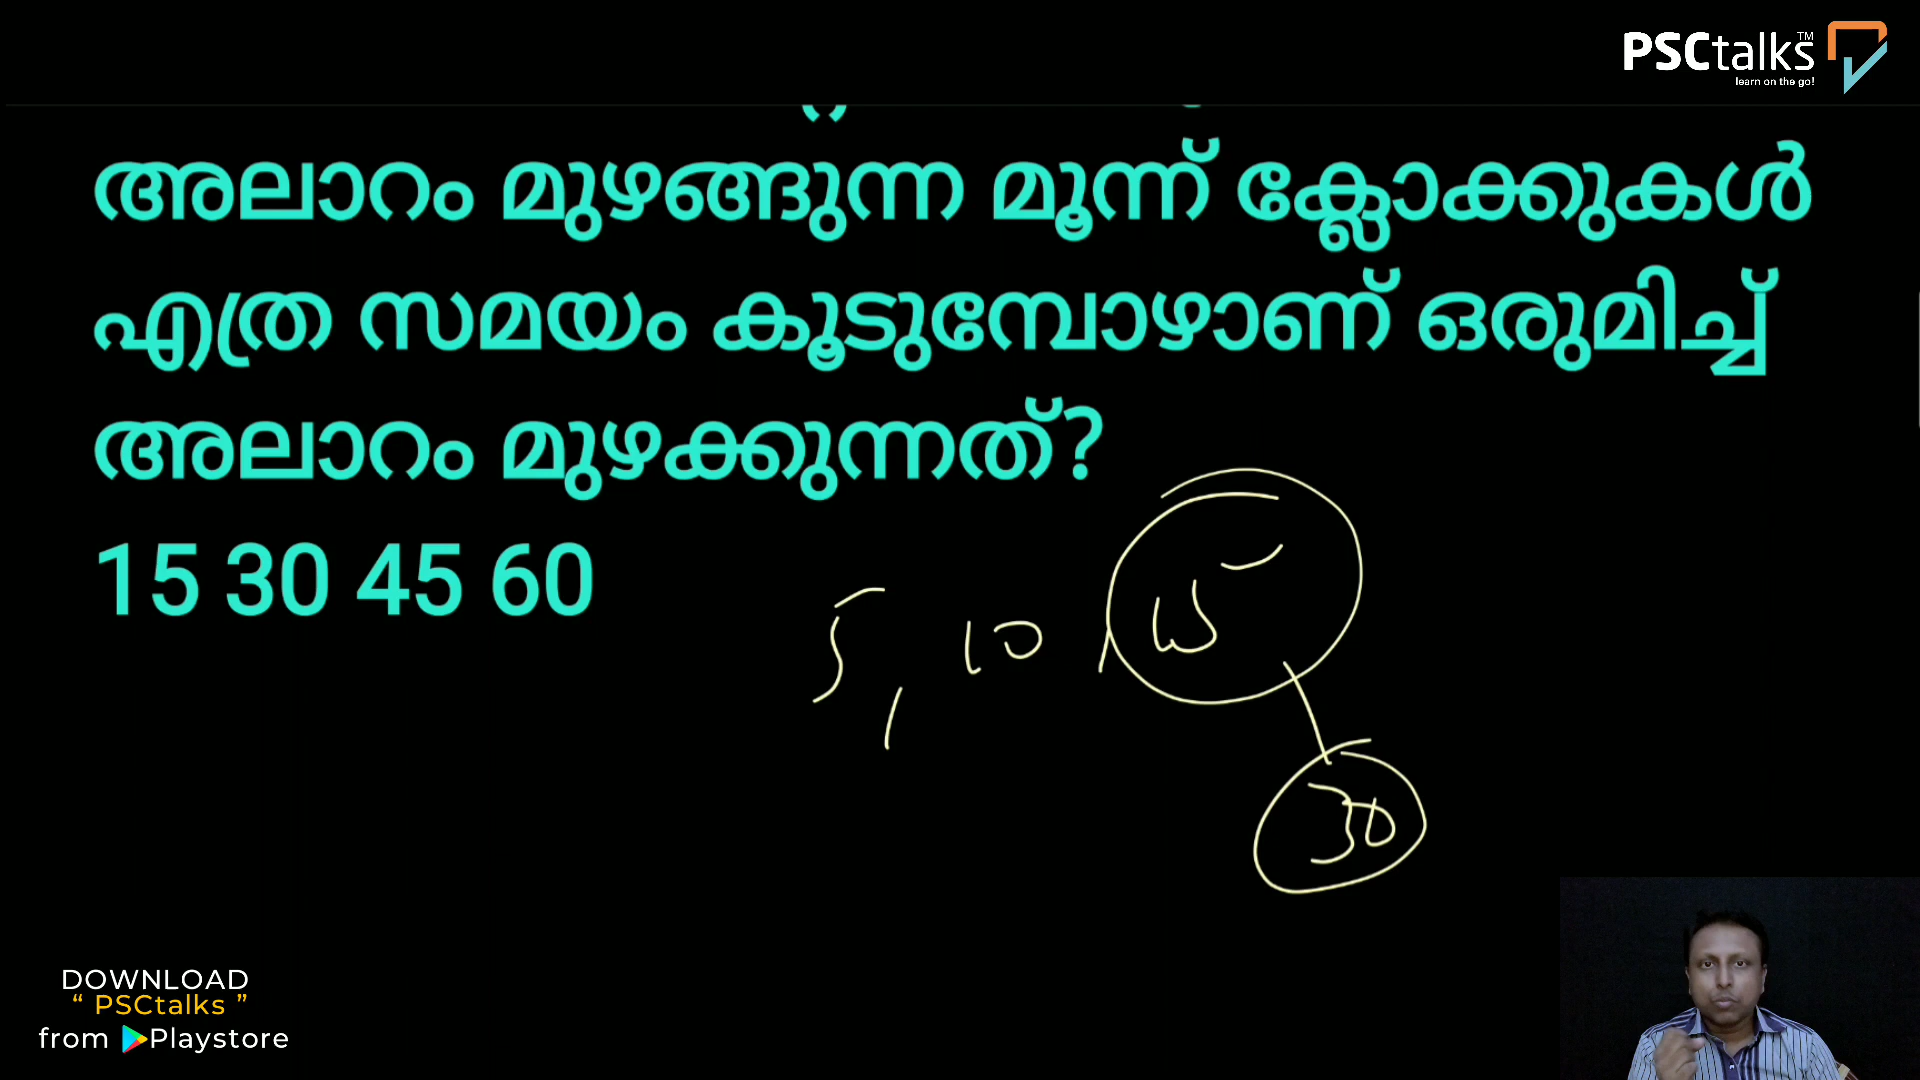 PSCtalks™
learn on the go!
അലാറം മുഴങ്ങുന്ന മൂന്ന് ക്ലോക്കുകൾ
എത്ര സമയം കൂടുമ്പോഴാണ് ഒരുമിച്ച്
അലാറം മുഴക്കുന്നത്?
15 30 45 60
5, 10, 15
30
DOWNLOAD
“ PSCtalks ”
from Playstore